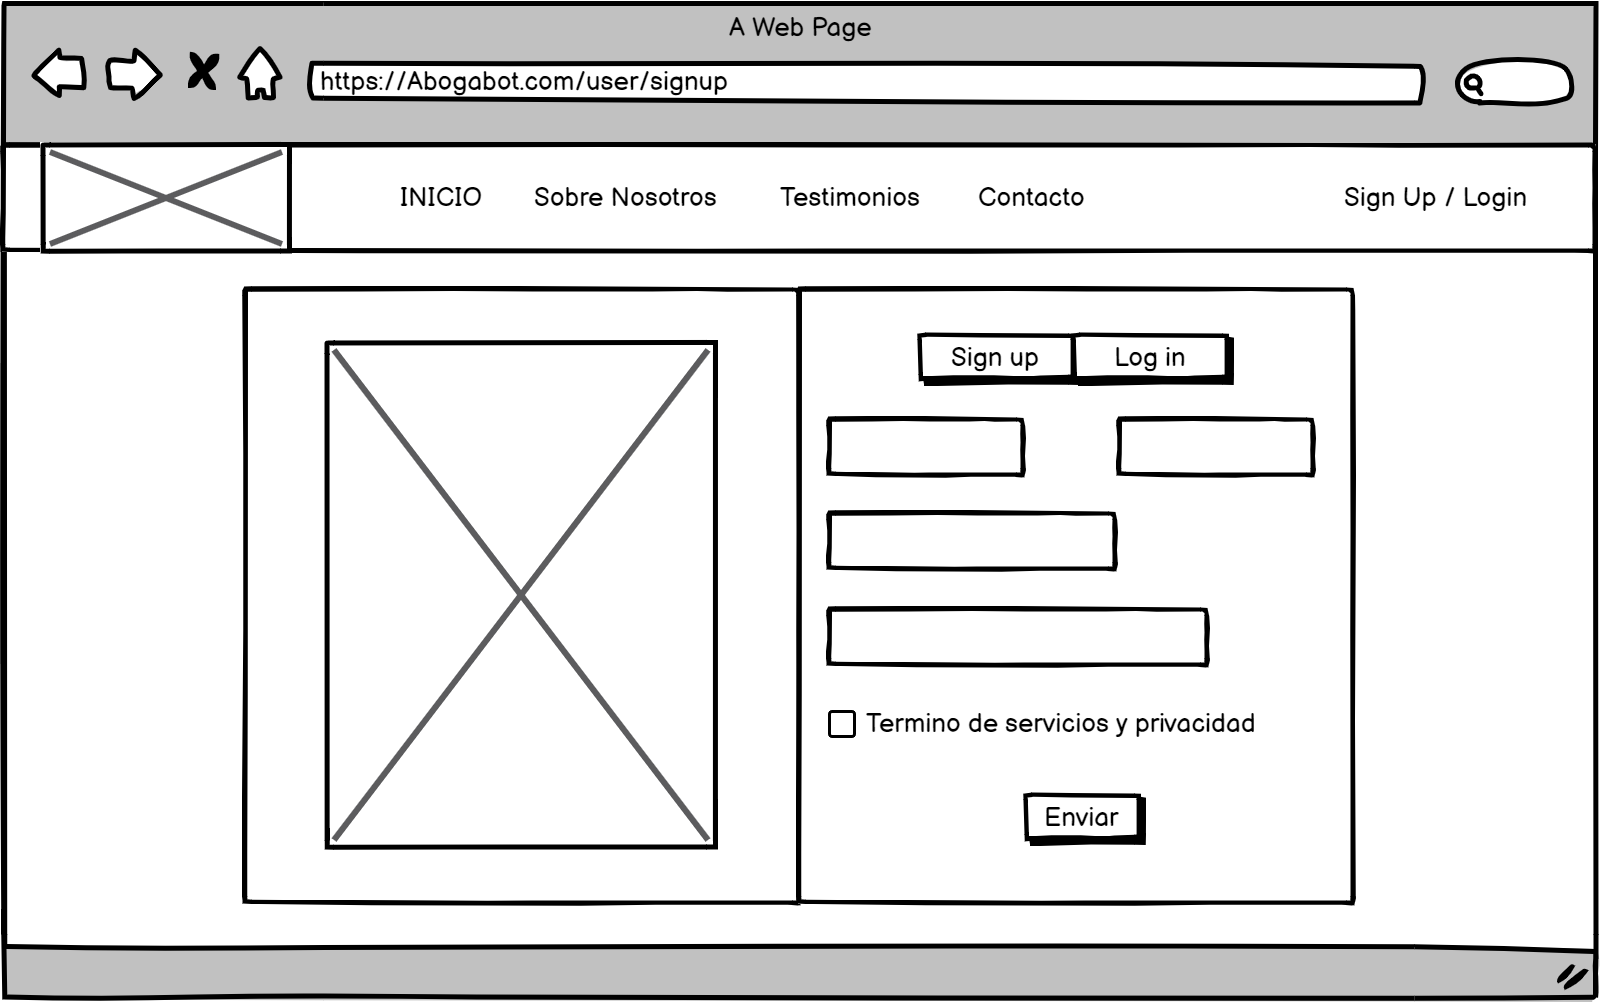 A Web Page
https://Abogabot.com/user/signup
INICIO Sobre Nosotros Testimonios Contacto Sign Up / Login
Sign up Log in
Termino de servicios y privacidad
Enviar